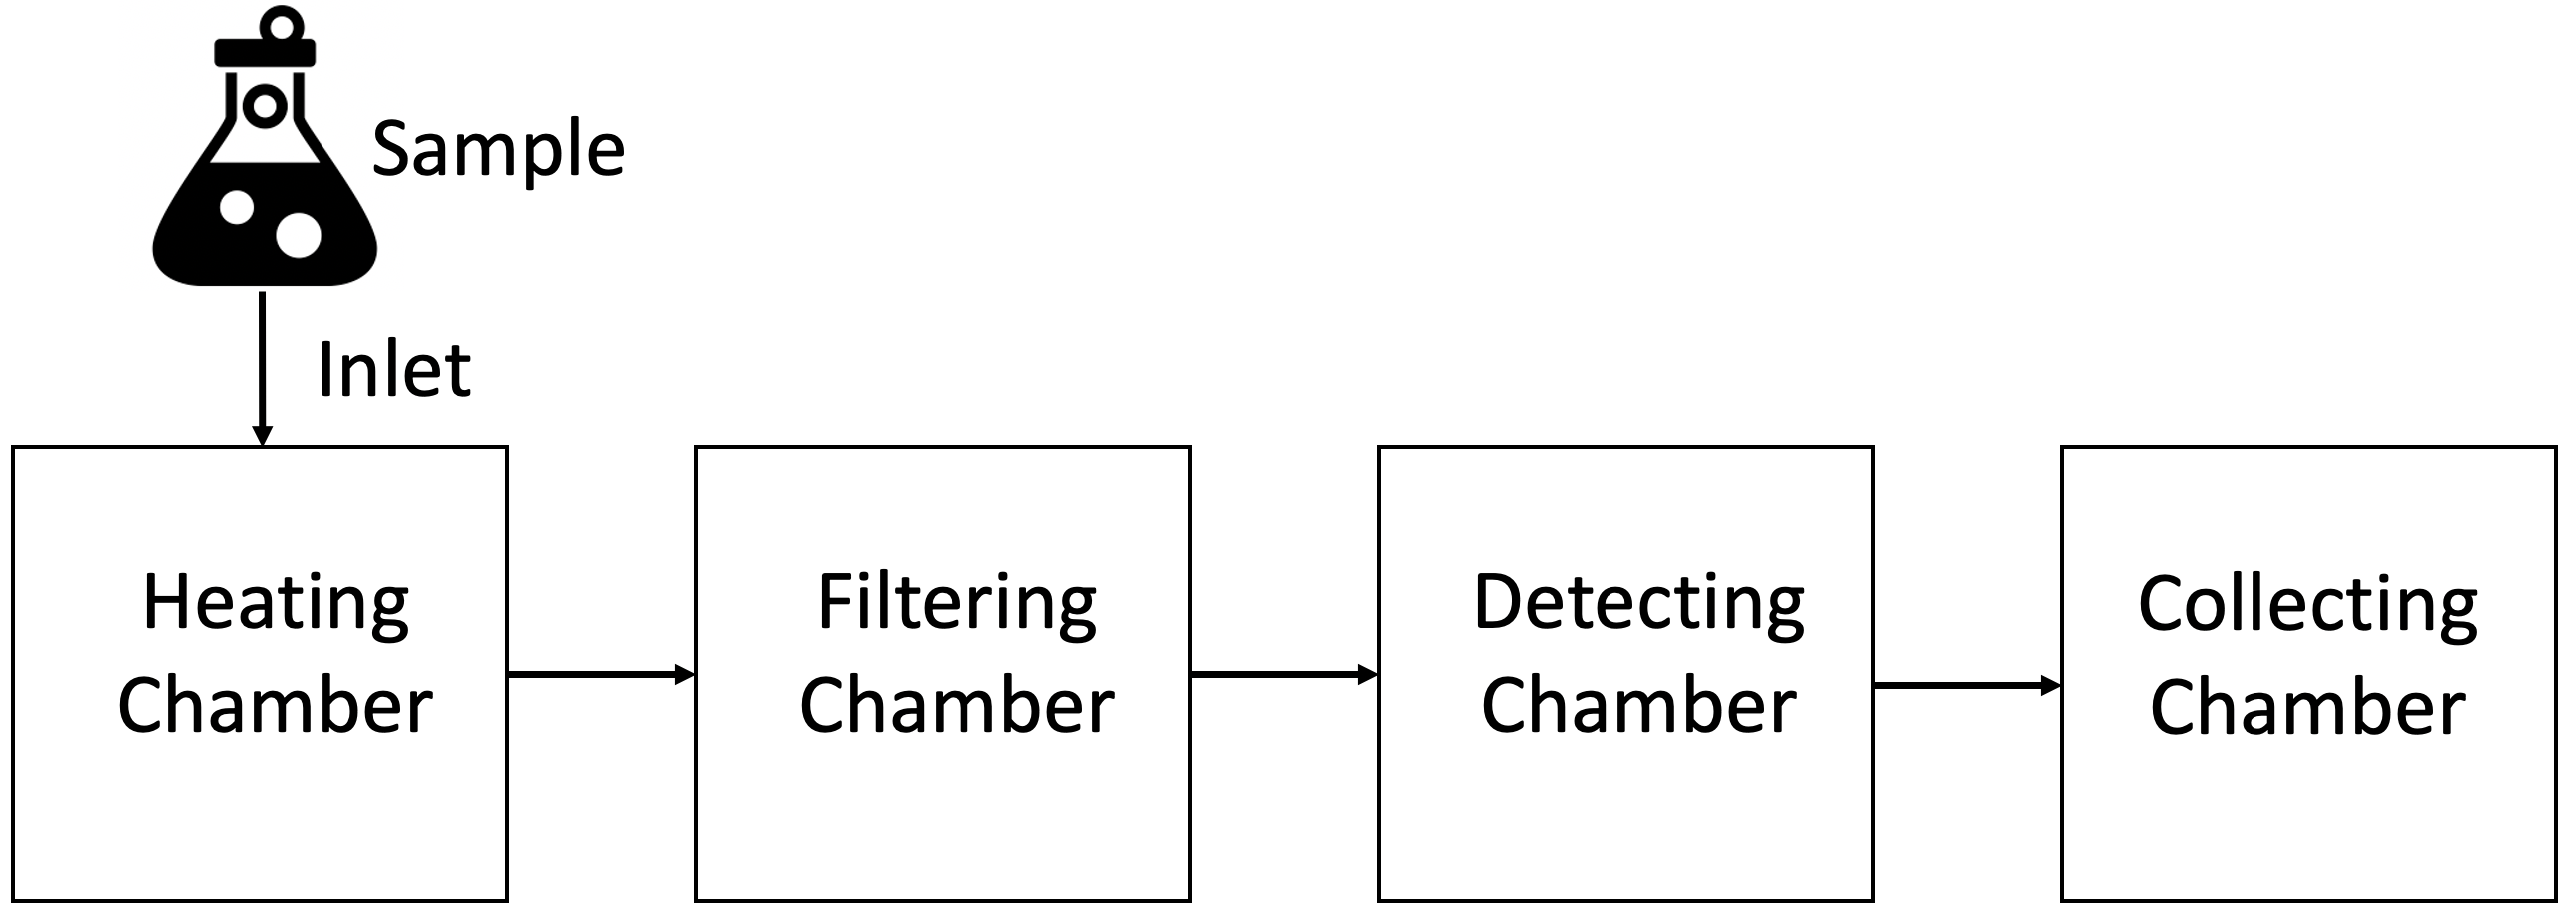 Sample
Inlet
Heating
Chamber
Filtering
Chamber
Detecting
Chamber
Collecting
Chamber